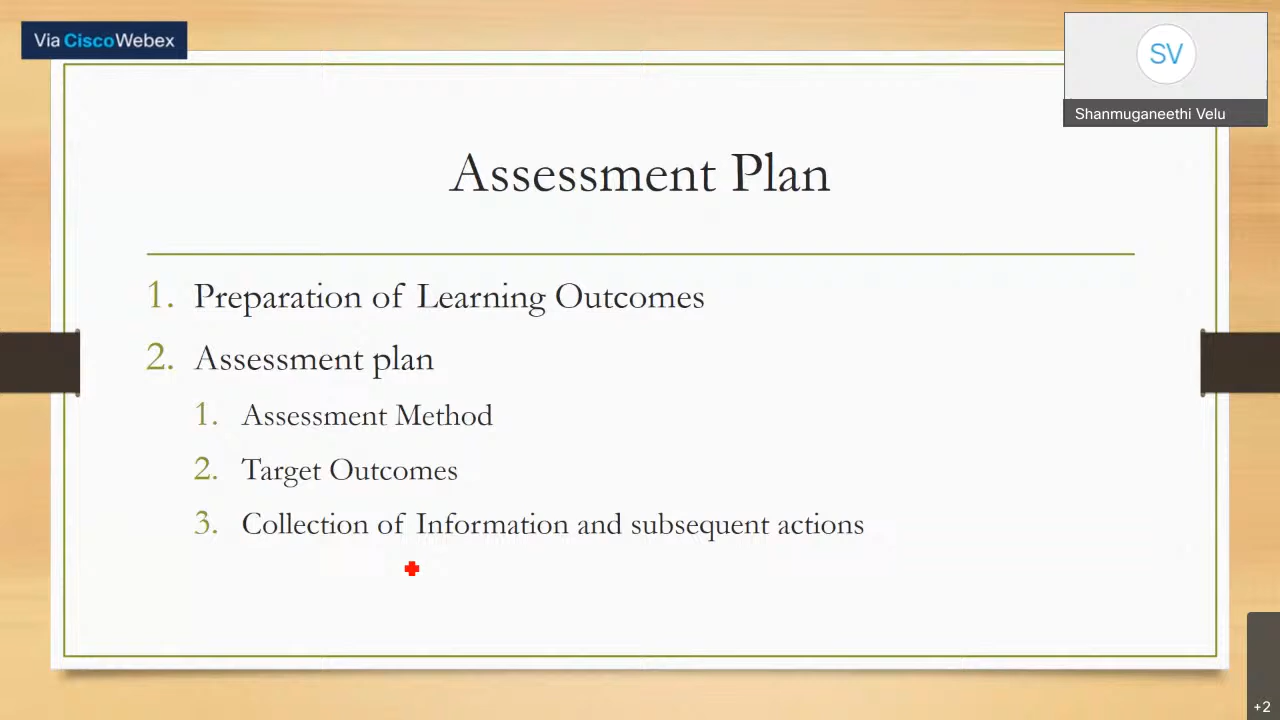 Via CiscoWebex
SV
Shanmuganeethi Velu
Assessment Plan
1. Preparation of Learning Outcomes
2. Assessment plan
1. Assessment Method
2. Target Outcomes
3. Collection of Information and subsequent actions
+2